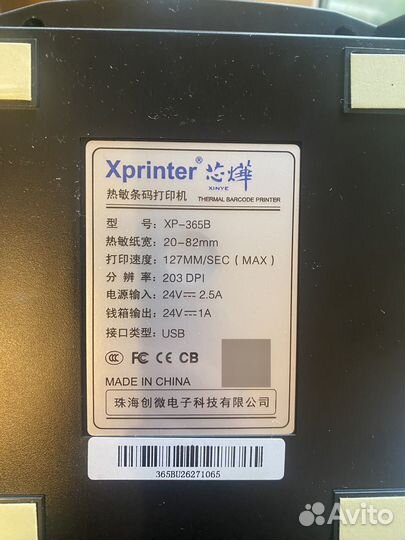 Xprinter® 芯烨
XINYE
热敏条码打印机 THERMAL BARCODE PRINTER
型 号: XP-365B
热敏纸宽: 20-82mm
打印速度: 127MM/SEC ( MAX )
分 辨 率: 203 DPI
电源输入: 24V⎓2.5A
钱箱输出: 24V⎓1A
接口类型: USB
CCC FC CE CB
MADE IN CHINA
珠海创微电子科技有限公司
365BU26271065
Avito